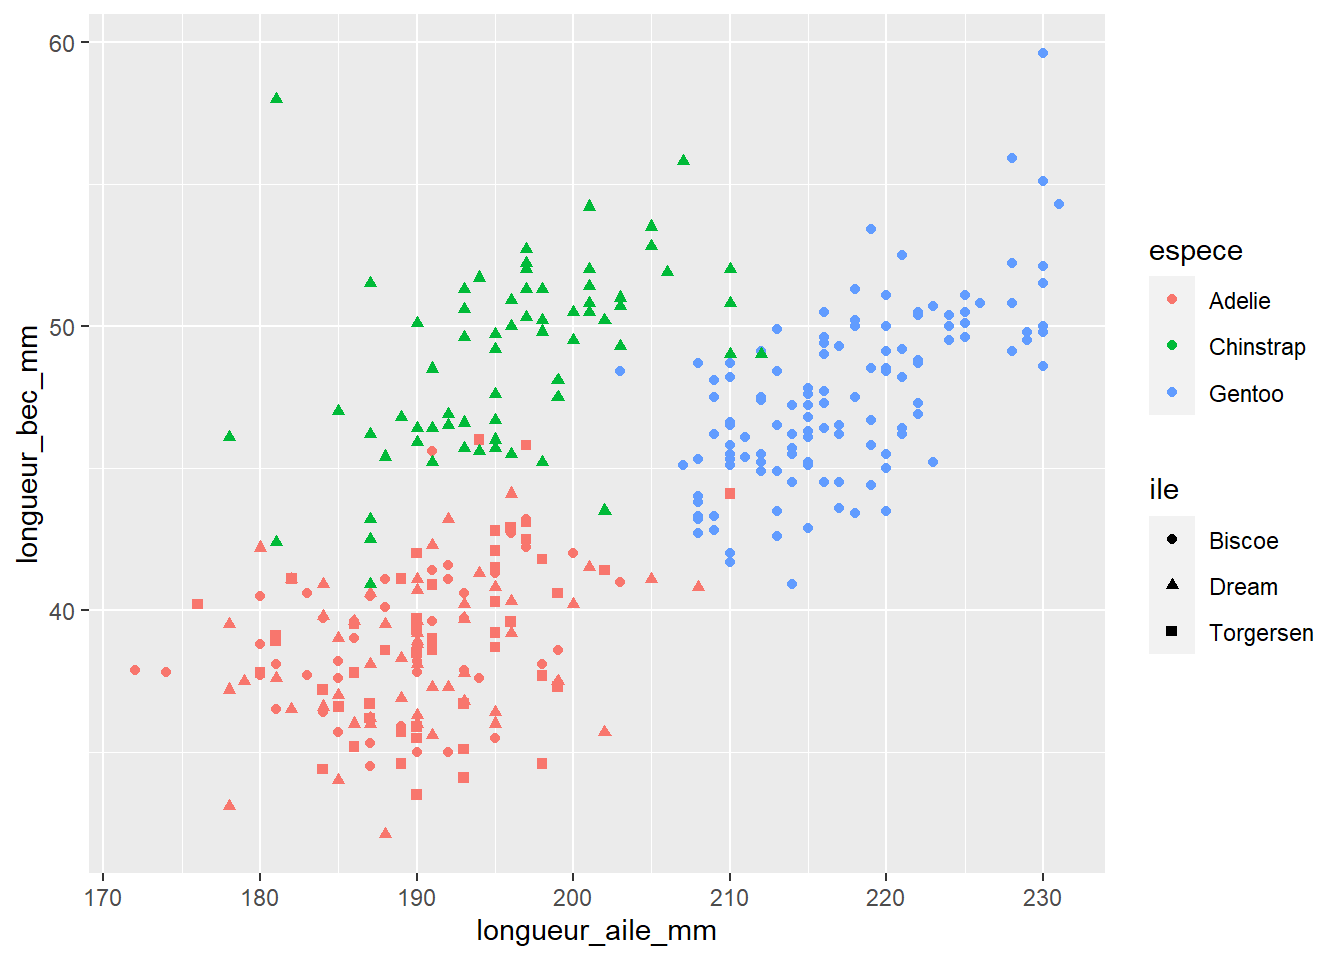 60
50
40
longueur_bec_mm
170 180 190 200 210 220 230
longueur_aile_mm
espece
Adelie
Chinstrap
Gentoo
ile
Biscoe
Dream
Torgersen